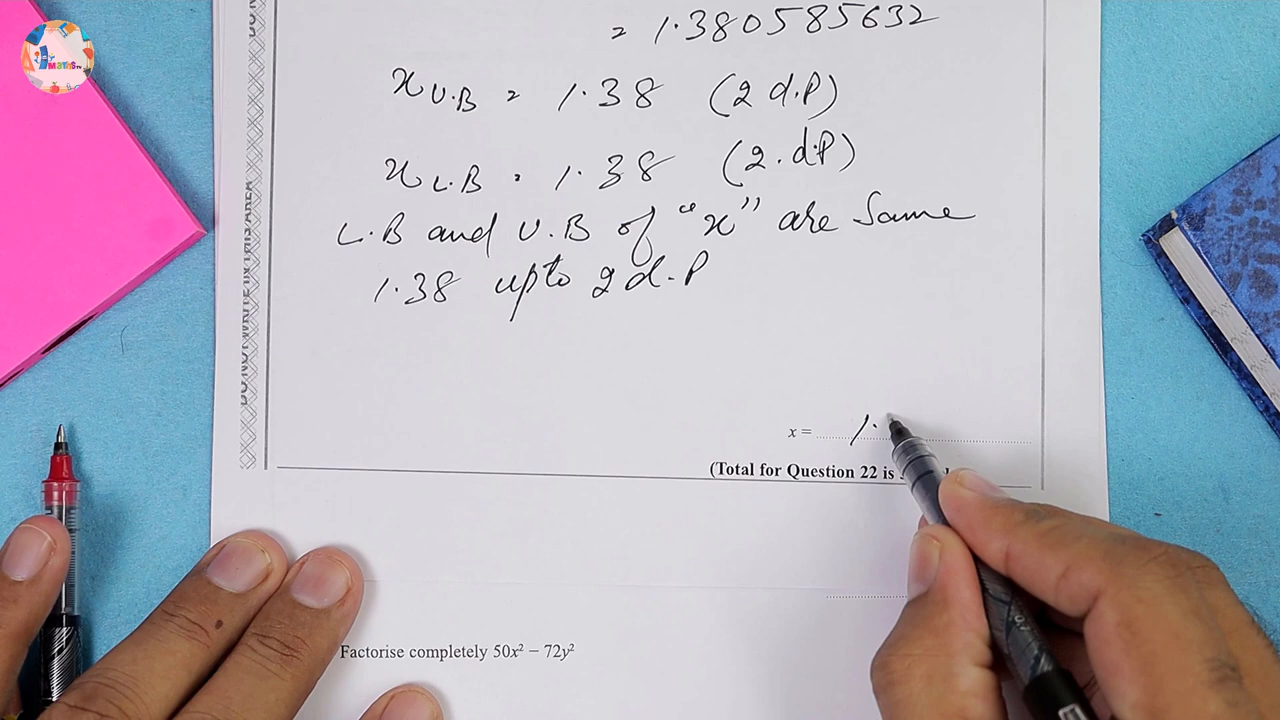 = 1.380585632
x U.B = 1.38 (2 d.P)
x L.B = 1.38 (2.d.P)
L.B and U.B of "x" are Same
1.38 upto 2 d.P
x = 1.
(Total for Question 22 is
Factorise completely 50x² – 72y²
MATHS